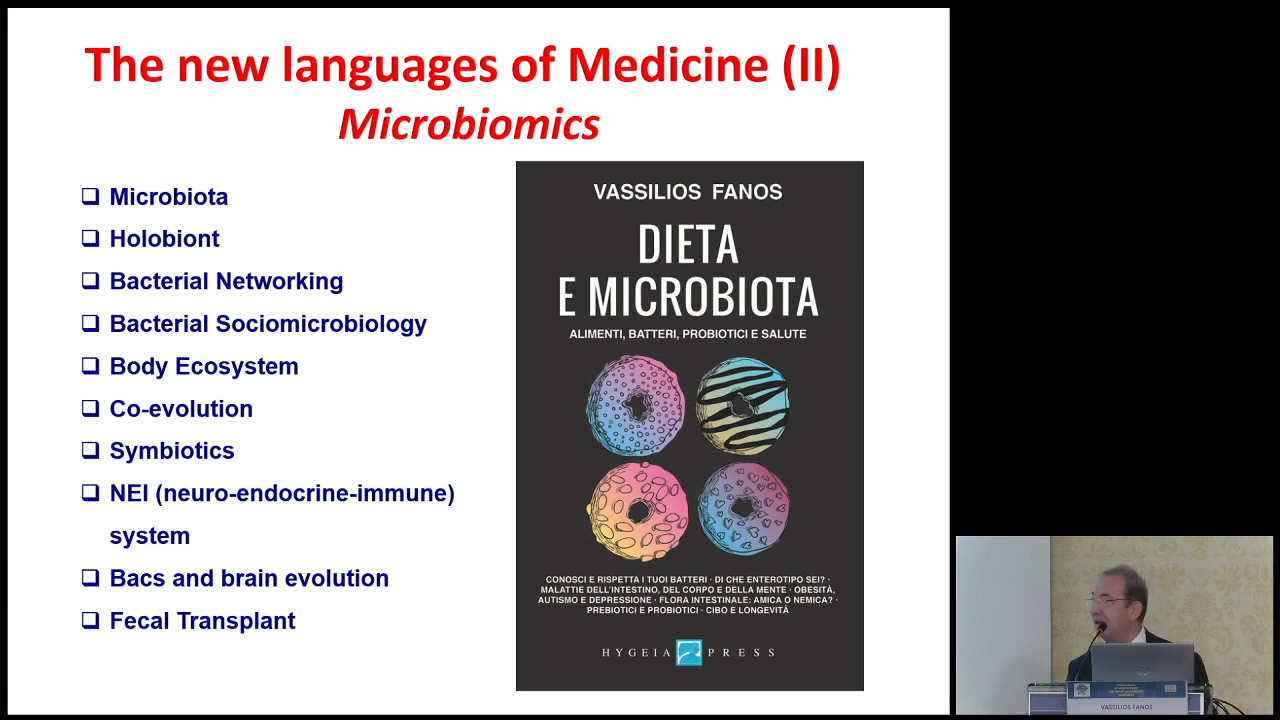 The new languages of Medicine (II)
Microbiomics
Microbiota
Holobiont
Bacterial Networking
Bacterial Sociomicrobiology
Body Ecosystem
Co-evolution
Symbiotics
NEI (neuro-endocrine-immune)
system
Bacs and brain evolution
Fecal Transplant
VASSILIOS FANOS
DIETA
E MICROBIOTA
ALIMENTI, BATTERI, PROBIOTICI E SALUTE
CONOSCI E RISPETTA I TUOI BATTERI · DI CHE ENTEROTIPO SEI? ·
MALATTIE DELL'INTESTINO, DEL CORPO E DELLA MENTE · OBESITÀ,
AUTISMO E DEPRESSIONE · FLORA INTESTINALE: AMICA O NEMICA? ·
PREBIOTICI E PROBIOTICI · CIBO E LONGEVITÀ
HYGEIA PRESS
VASSILIOS FANOS